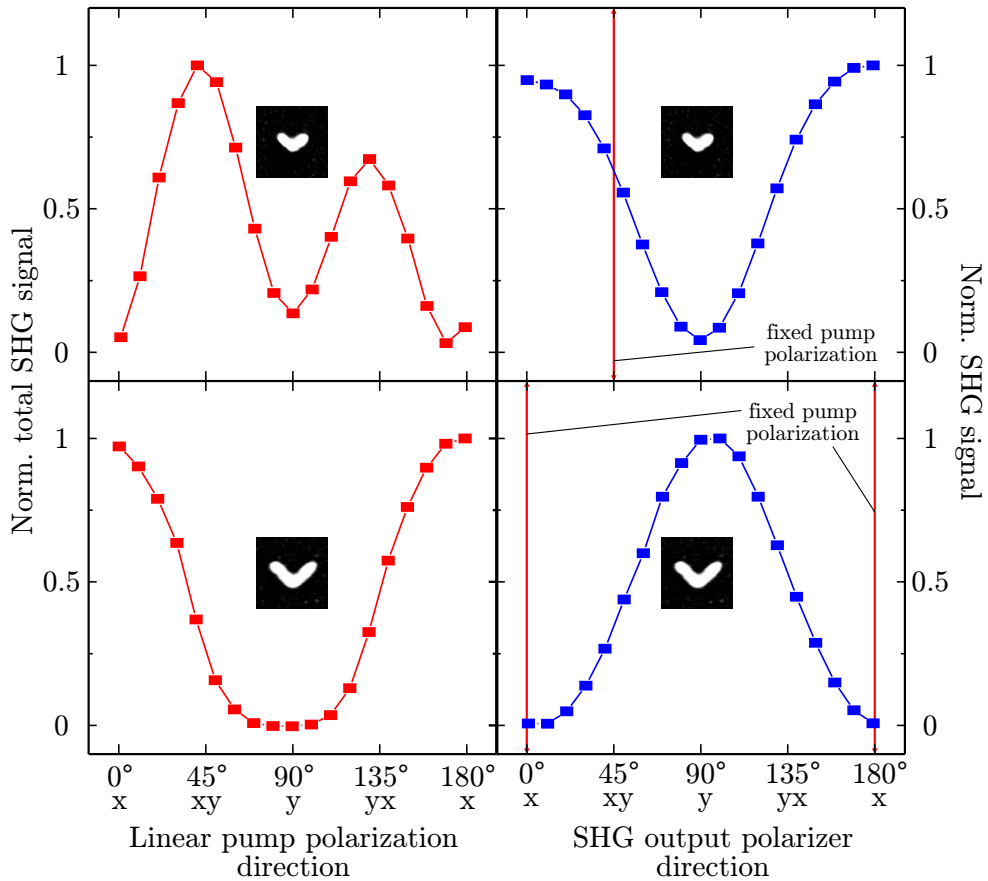 1
0.5
0
Norm. total SHG signal
1
0.5
0
fixed pump
polarization
1
0.5
0
Norm. SHG signal
fixed pump
polarization
1
0.5
0
0° 45° 90° 135° 180°
x xy y yx x
Linear pump polarization
direction
0° 45° 90° 135° 180°
x xy y yx x
SHG output polarizer
direction